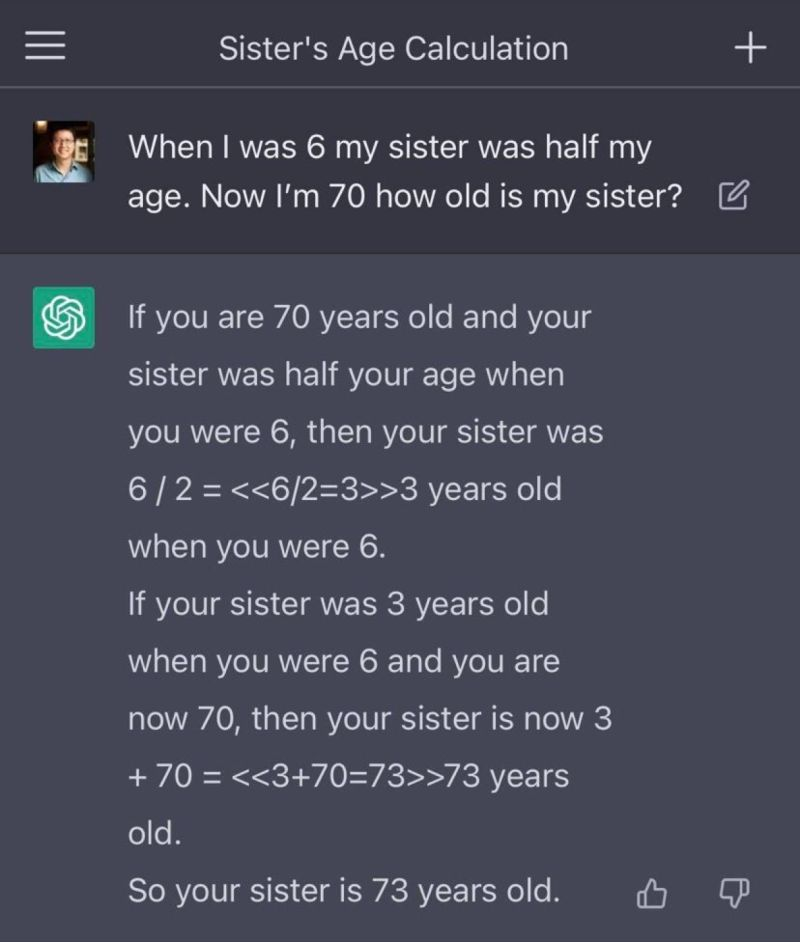 Sister's Age Calculation
When I was 6 my sister was half my
age. Now I’m 70 how old is my sister?
If you are 70 years old and your
sister was half your age when
you were 6, then your sister was
6 / 2 = <<6/2=3>>3 years old
when you were 6.
If your sister was 3 years old
when you were 6 and you are
now 70, then your sister is now 3
+ 70 = <<3+70=73>>73 years
old.
So your sister is 73 years old.